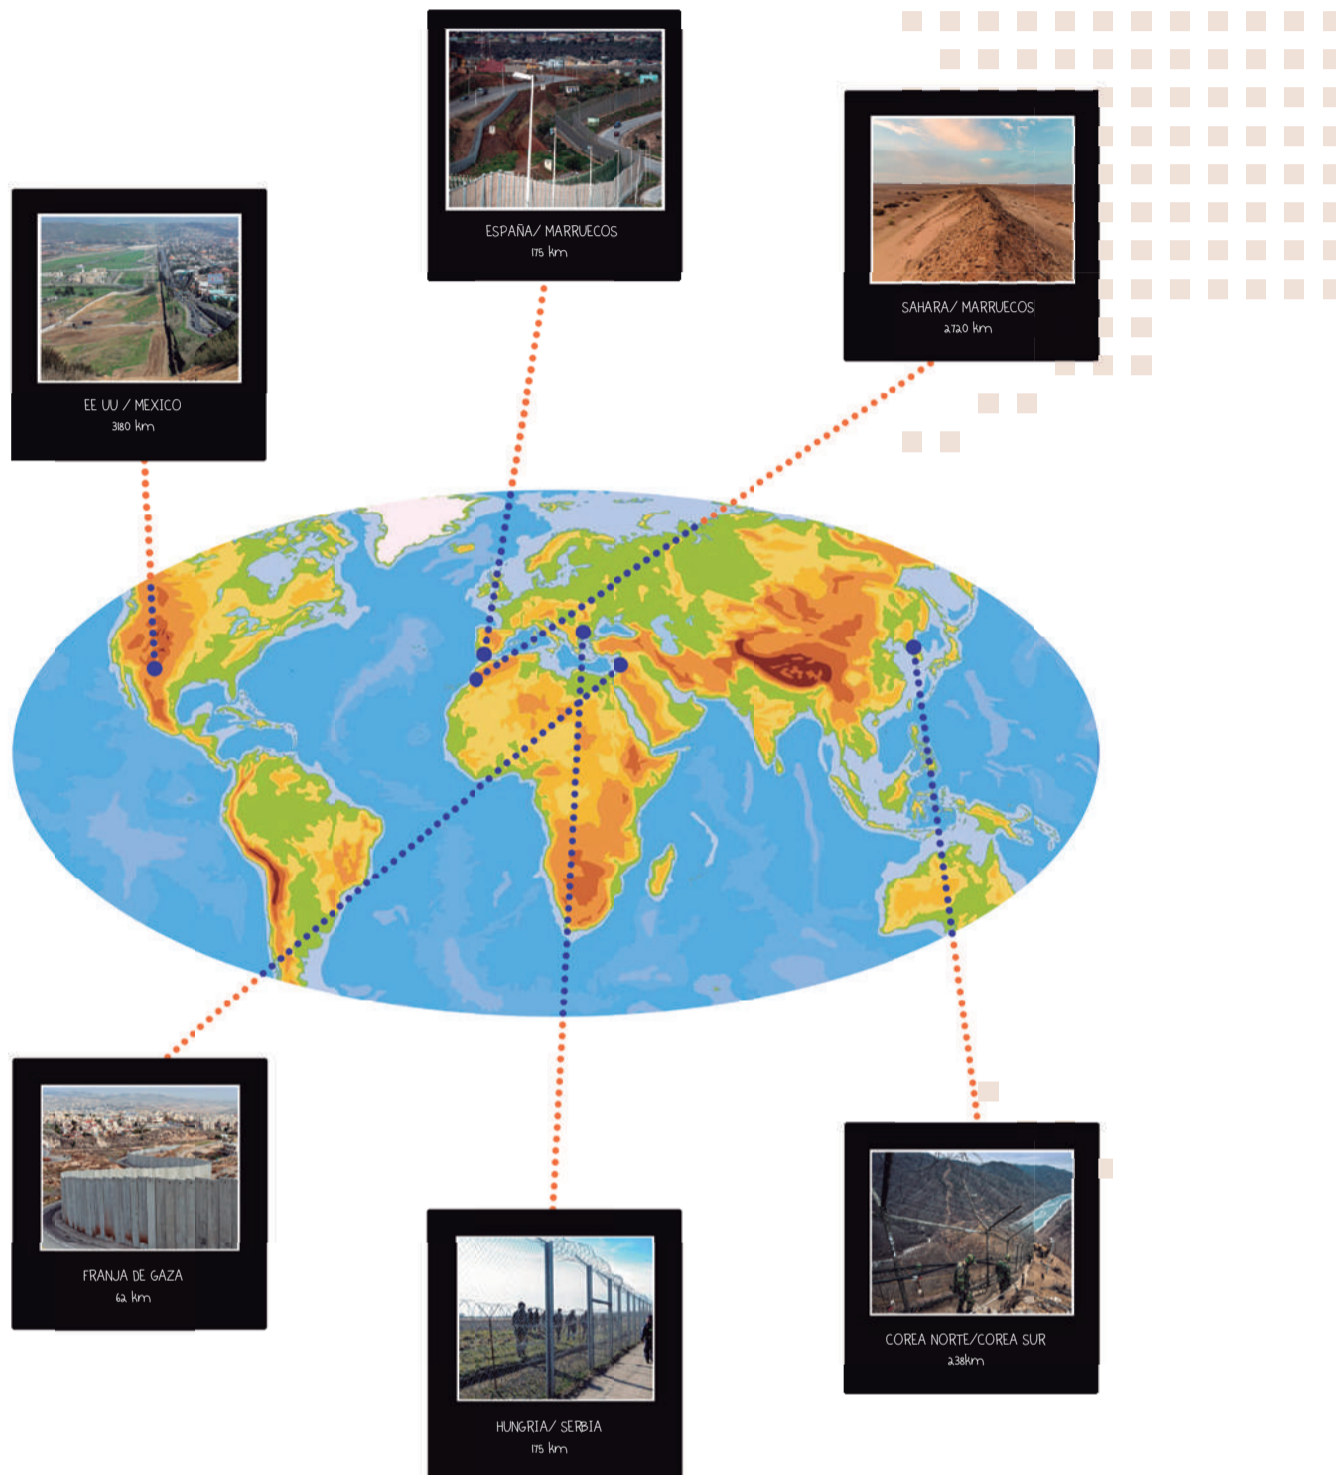 ESPAÑA/ MARRUECOS
175 km
SAHARA/ MARRUECOS
2720 km
EE UU / MEXICO
3180 km
FRANJA DE GAZA
62 km
COREA NORTE/COREA SUR
238km
HUNGRIA/ SERBIA
175 km